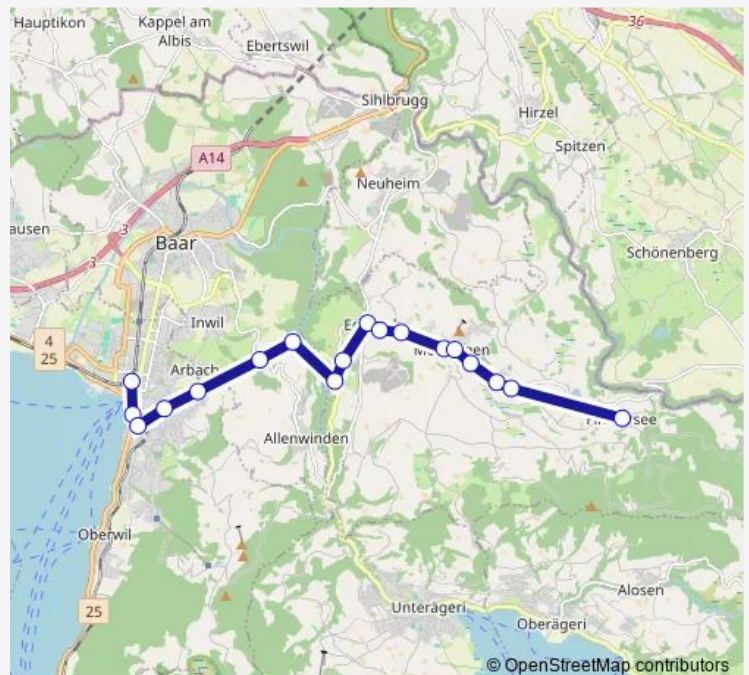 Hauptikon
Kappel am
Albis
Ebertswil
36
Sihlbrugg
Hirzel
Spitzen
A14
Neuheim
3
Baar
3
Schönenberg
Inwil
4
25
Arbach
Allenwinden
Oberwil
25
Alosen
Unterägeri
Oberägeri
© OpenStreetMap contributors